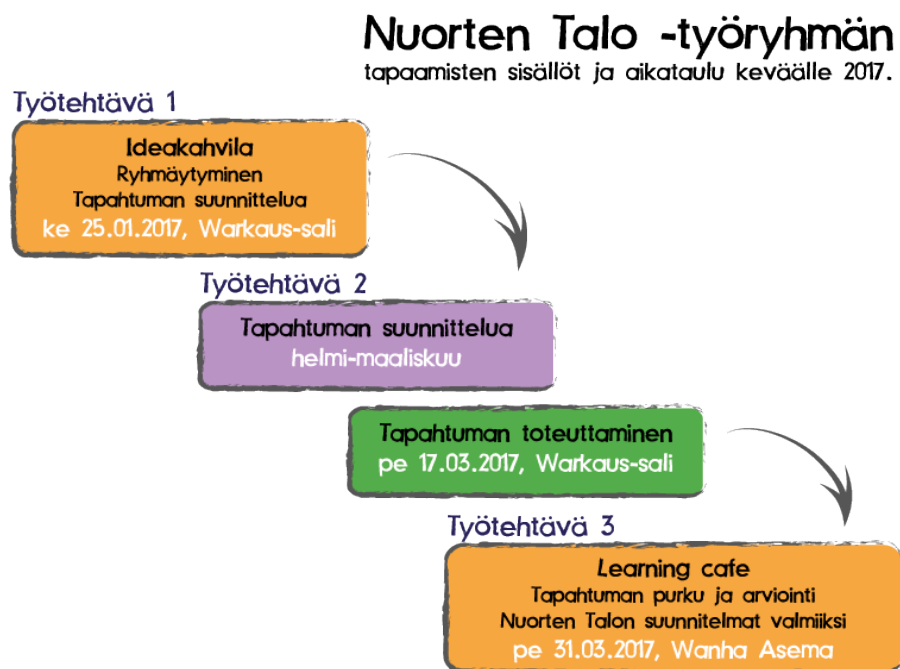 Nuorten Talo -työryhmän
tapaamisten sisällöt ja aikataulu keväälle 2017.
Työtehtävä 1
Ideakahvila
Ryhmäytyminen
Tapahtuman suunnittelua
ke 25.01.2017, Warkaus-sali
Työtehtävä 2
Tapahtuman suunnittelua
helmi-maaliskuu
Tapahtuman toteuttaminen
pe 17.03.2017, Warkaus-sali
Työtehtävä 3
Learning cafe
Tapahtuman purku ja arviointi
Nuorten Talon suunnitelmat valmiiksi
pe 31.03.2017, Wanha Asema